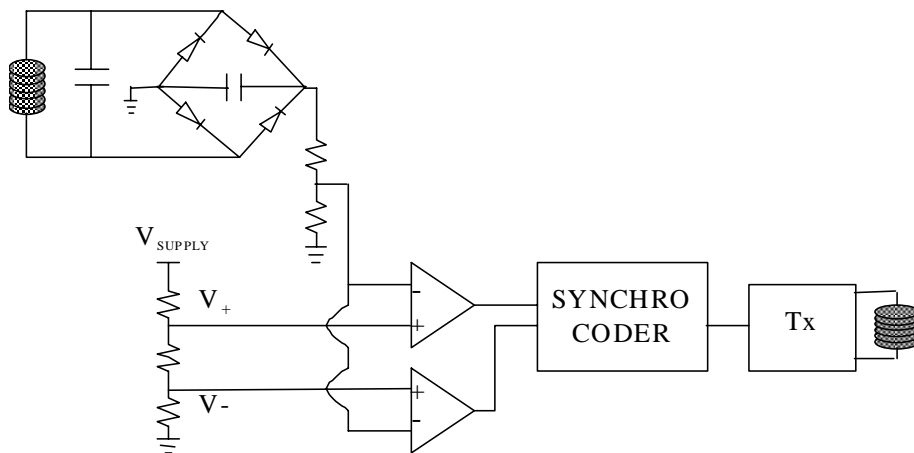 V SUPPLY
V +
V -
-
+
+
-
SYNCHRO
CODER
Tx